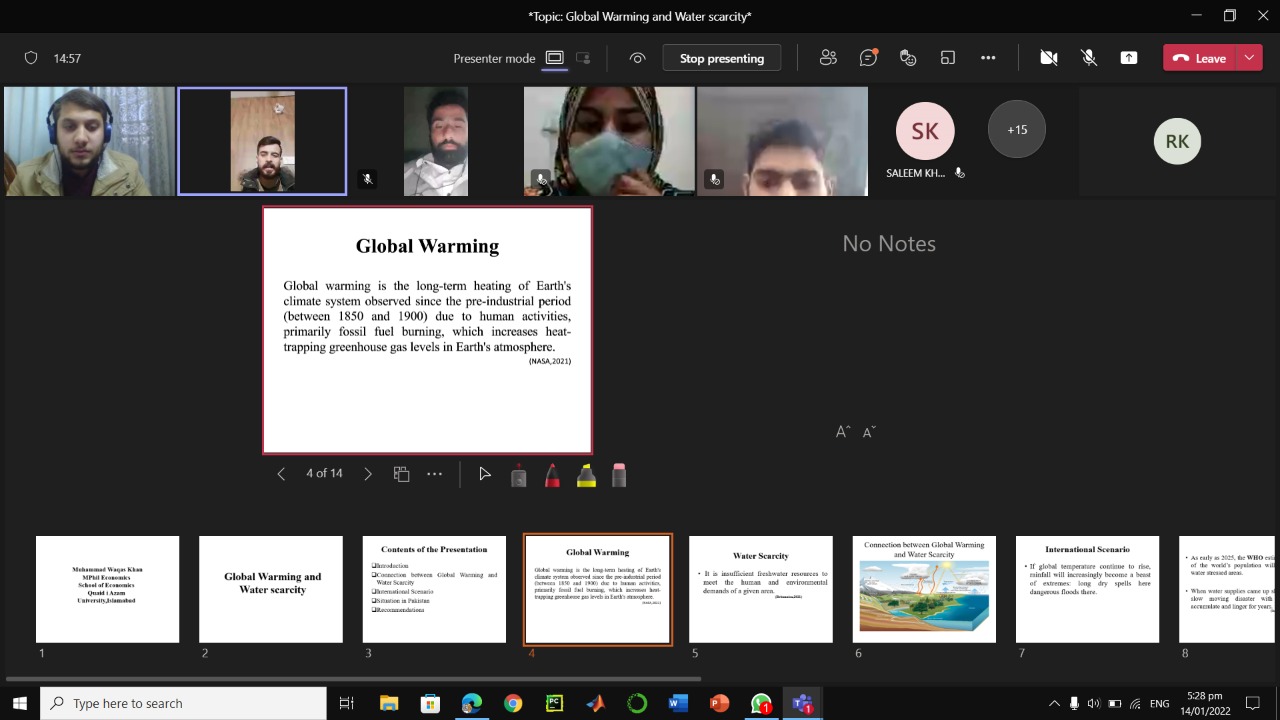 *Topic: Global Warming and Water scarcity*
14:57
Presenter mode
Stop presenting
Leave
SK
+15
RK
SALEEM KH...
Global Warming
Global warming is the long-term heating of Earth's
climate system observed since the pre-industrial period
(between 1850 and 1900) due to human activities,
primarily fossil fuel burning, which increases heat-
trapping greenhouse gas levels in Earth's atmosphere.
(NASA,2021)
No Notes
4 of 14
Muhammad Waqas Khan
MPhil Economics
School of Economics
Quaid i Azam
University,Islamabad
1
Global Warming and
Water scarcity
2
Contents of the Presentation
Introduction
Connection between Global Warming and
Water Scarcity
International Scenario
Situation in Pakistan
Recommendations
3
Global Warming
Global warming is the long-term heating of Earth's
climate system observed since the pre-industrial period
(between 1850 and 1900) due to human activities,
primarily fossil fuel burning, which increases heat-
trapping greenhouse gas levels in Earth's atmosphere.
(NASA,2021)
4
Water Scarcity
• It is insufficient freshwater resources to
meet the human and environmental
demands of a given area.
5
Connection between Global Warming
and Water Scarcity
6
International Scenario
• If global temperature continue to rise,
rainfall will increasingly become a beast
of extremes: long dry spells here
dangerous floods there.
7
• As early as 2025, the WHO
of the world's population will
water stressed areas.
• When water supplies came up
slow moving disaster with
accumulate and linger for years.
8
Type here to search
ENG
5:28 pm
14/01/2022